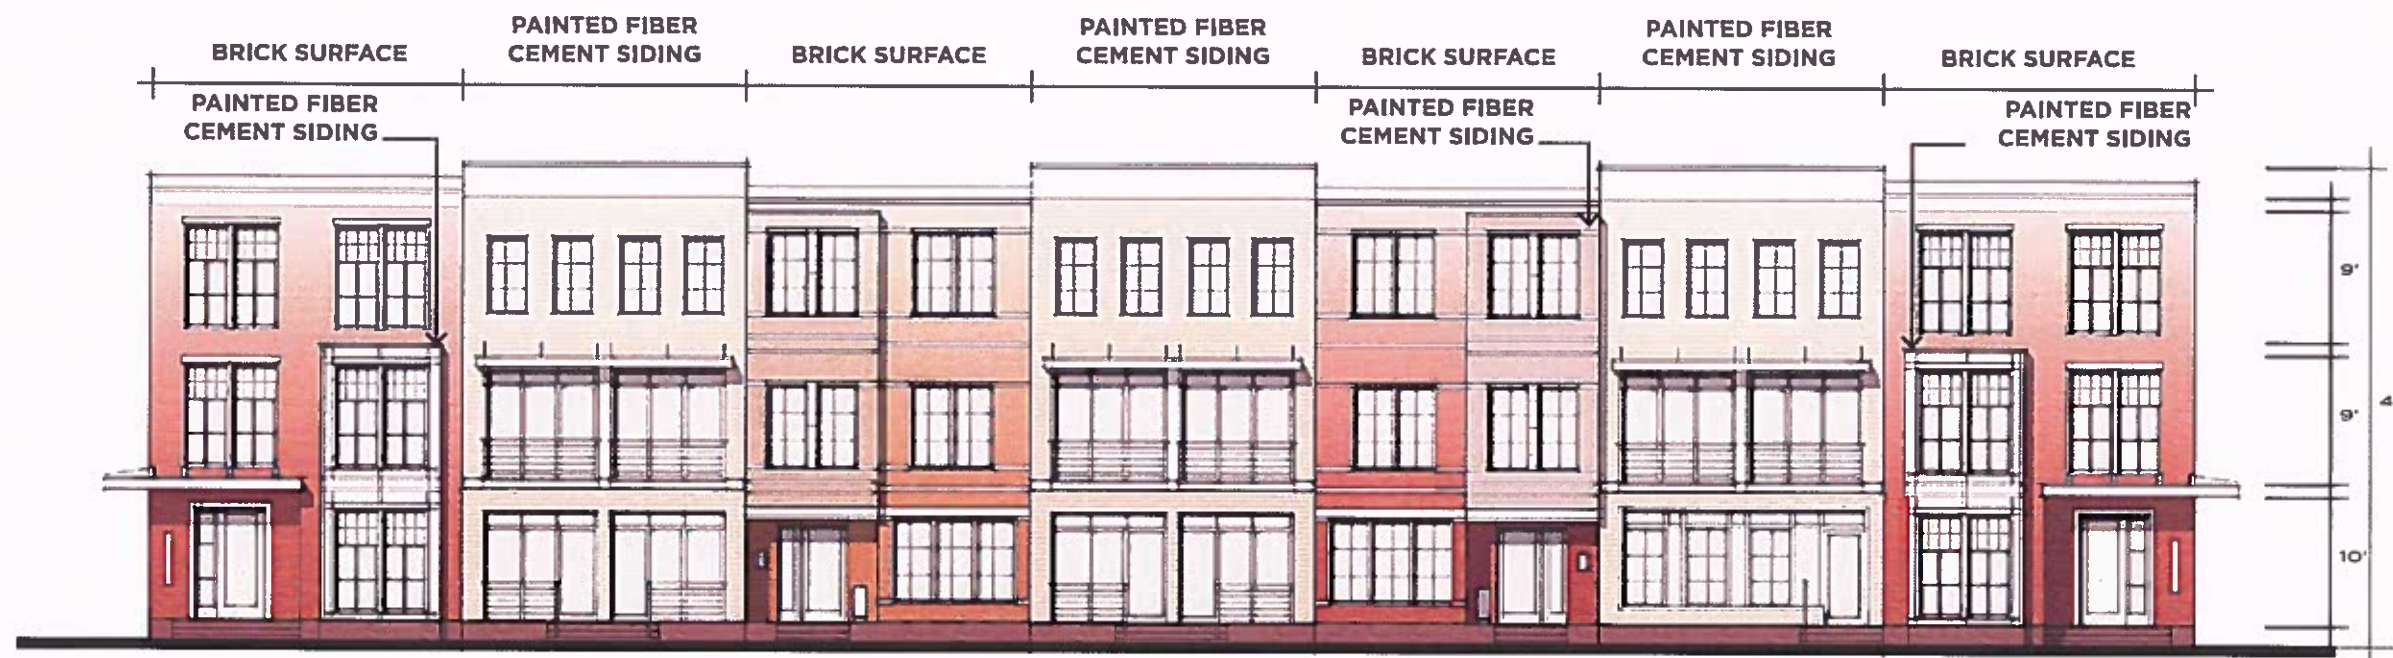 BRICK SURFACE
PAINTED FIBER
CEMENT SIDING
BRICK SURFACE
PAINTED FIBER
CEMENT SIDING
BRICK SURFACE
PAINTED FIBER
CEMENT SIDING
BRICK SURFACE
PAINTED FIBER
CEMENT SIDING
PAINTED FIBER
CEMENT SIDING
PAINTED FIBER
CEMENT SIDING
9'
9'
4
10'